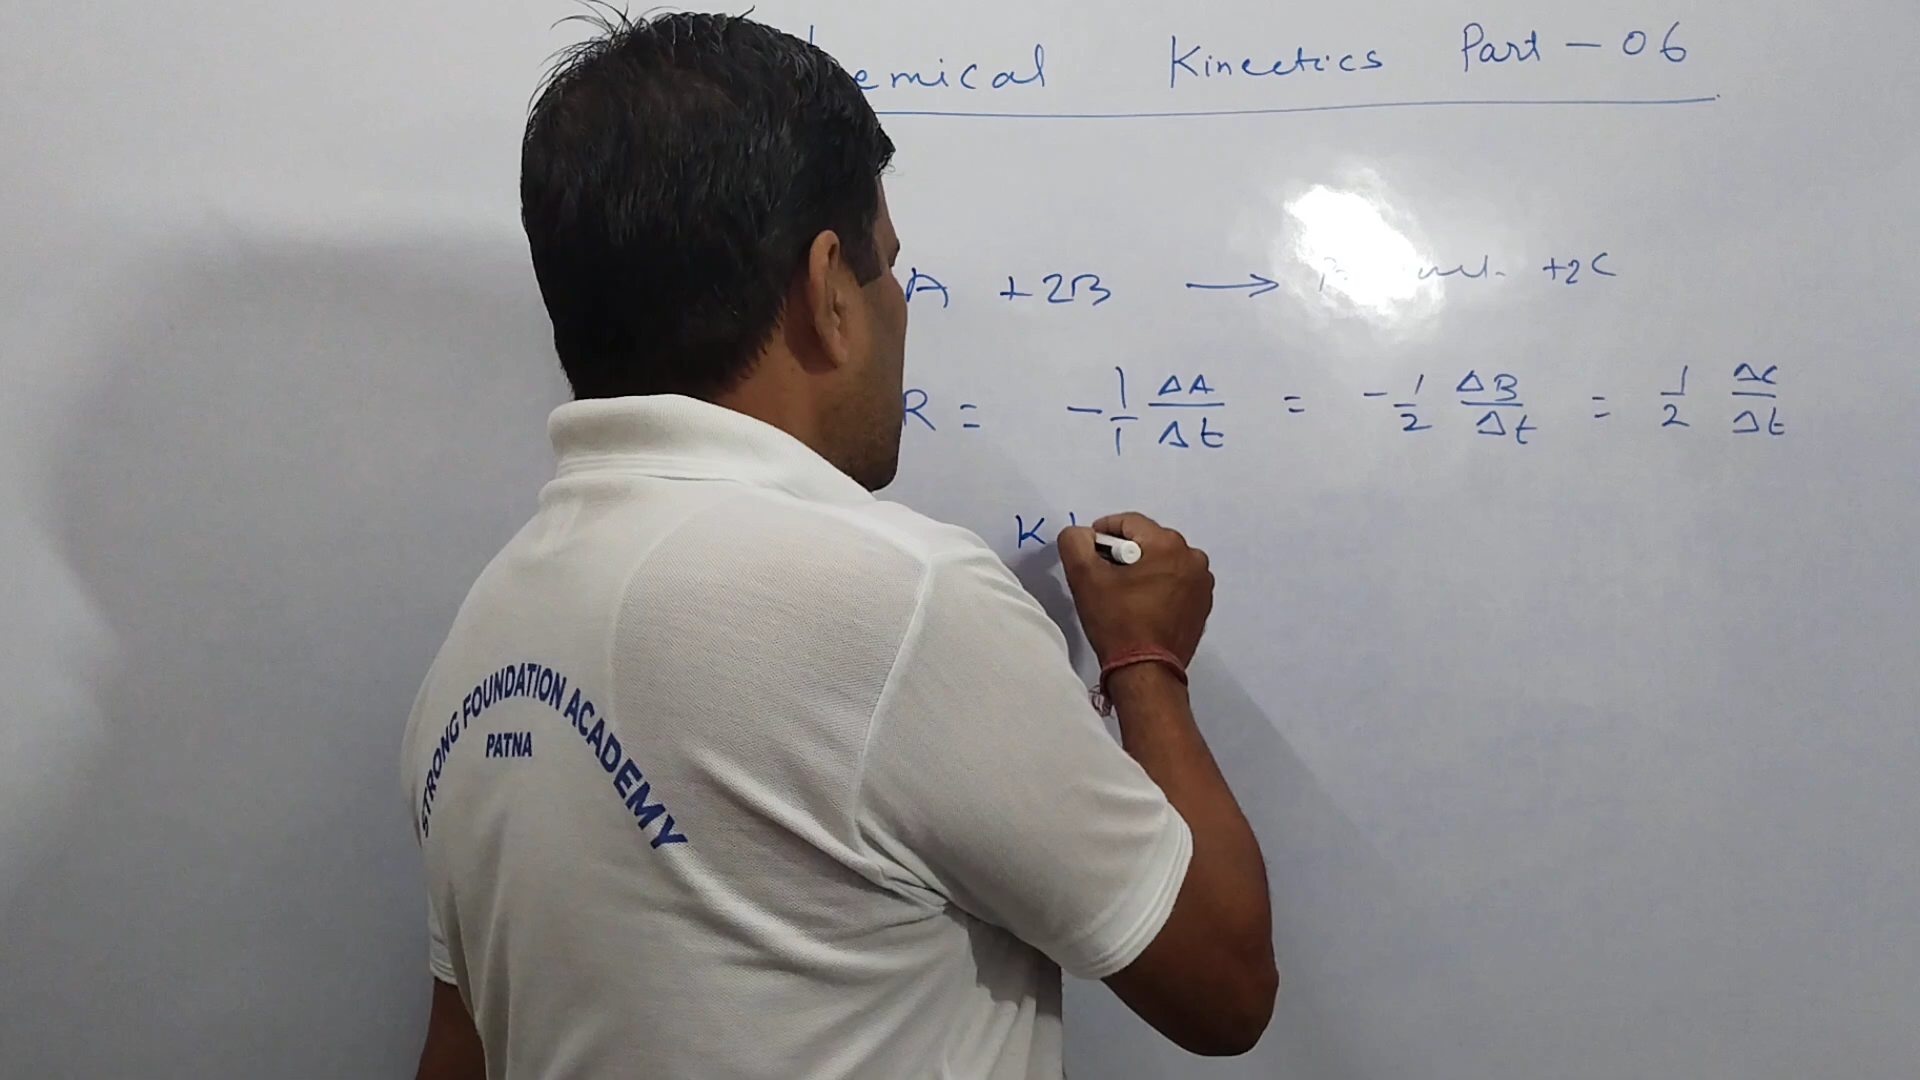 emical Kinectics Part - 06
A + 2B ⟶ +2C
R = -1/1 ΔA/Δt = -1/2 ΔB/Δt = 1/2 ΔC/Δt
K
STRONG FOUNDATION ACADEMY
PATNA